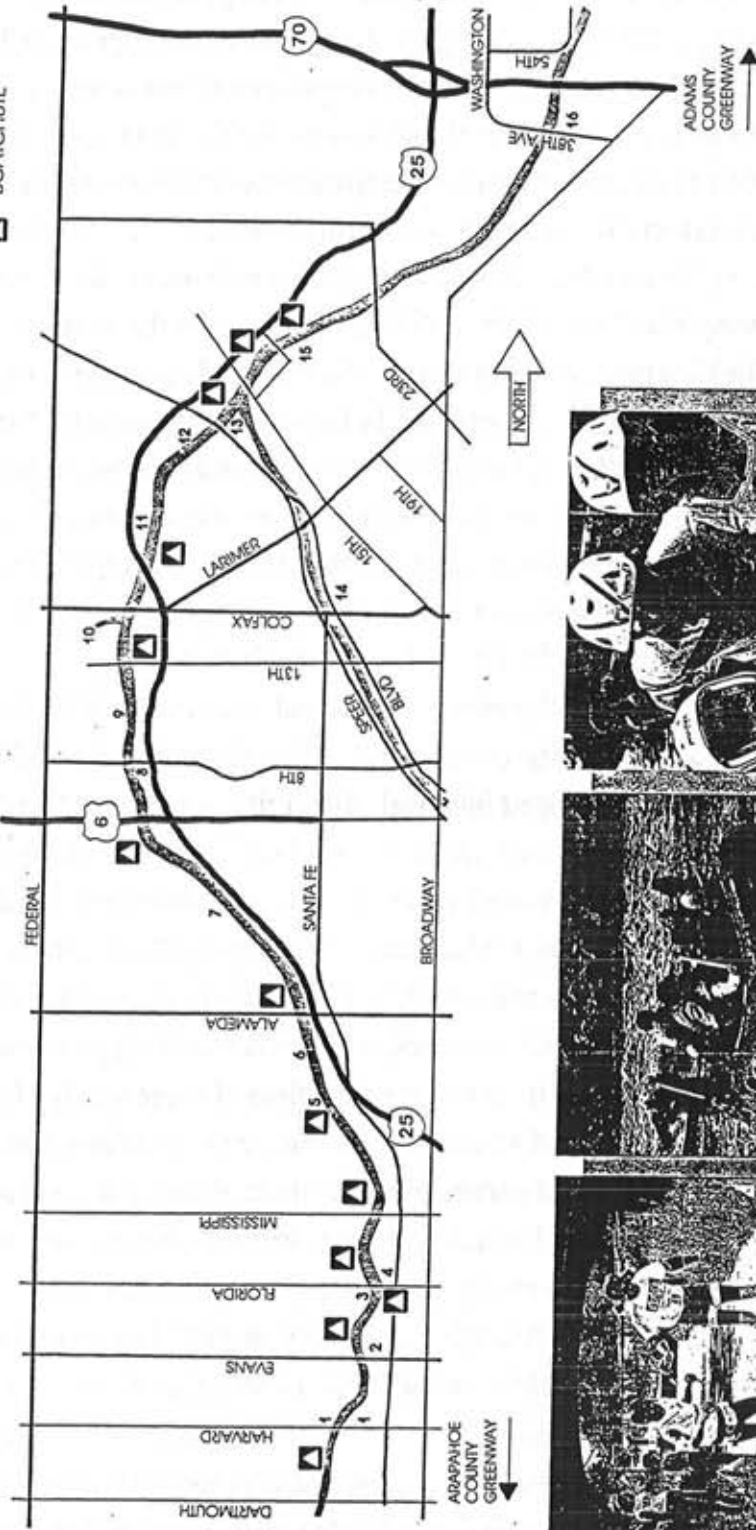 FEDERAL
70
6
10
11
12
9
8
13
15
7
25
LARIMER
13TH
COLFAX
15TH
19TH
23RD
8TH
14
SPEER
BLVD
SANTA FE
BROADWAY
ALAMEDA
6
5
25
MISSISSIPPI
4
FLORIDA
3
EVANS
2
HARVARD
1
1
DARTMOUTH
WASHINGTON
54TH
38TH AVE
16
NORTH
ARAPAHOE
COUNTY
GREENWAY
ADAMS
COUNTY
GREENWAY